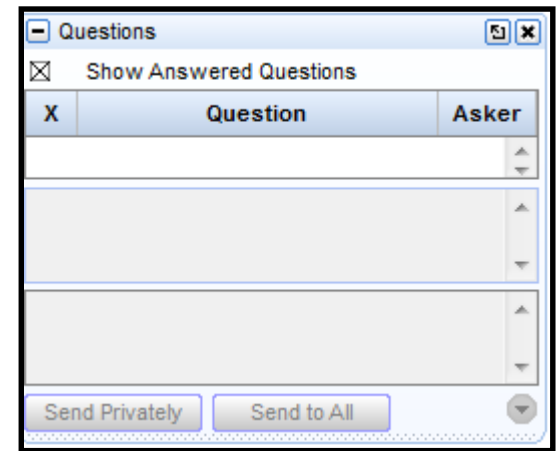 Questions
Show Answered Questions
X Question Asker
Send Privately Send to All